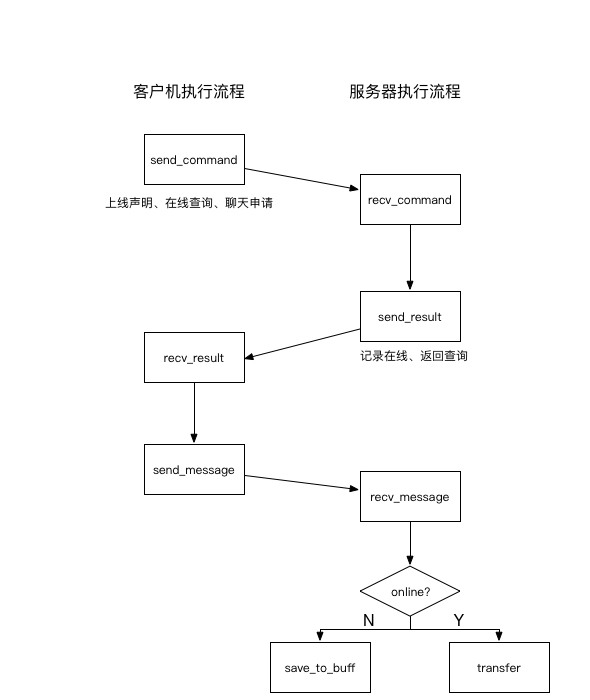 客户机执行流程
服务器执行流程
send_command
上线声明、在线查询、聊天申请
recv_command
send_result
记录在线、返回查询
recv_result
send_message
recv_message
online?
N
Y
save_to_buff
transfer